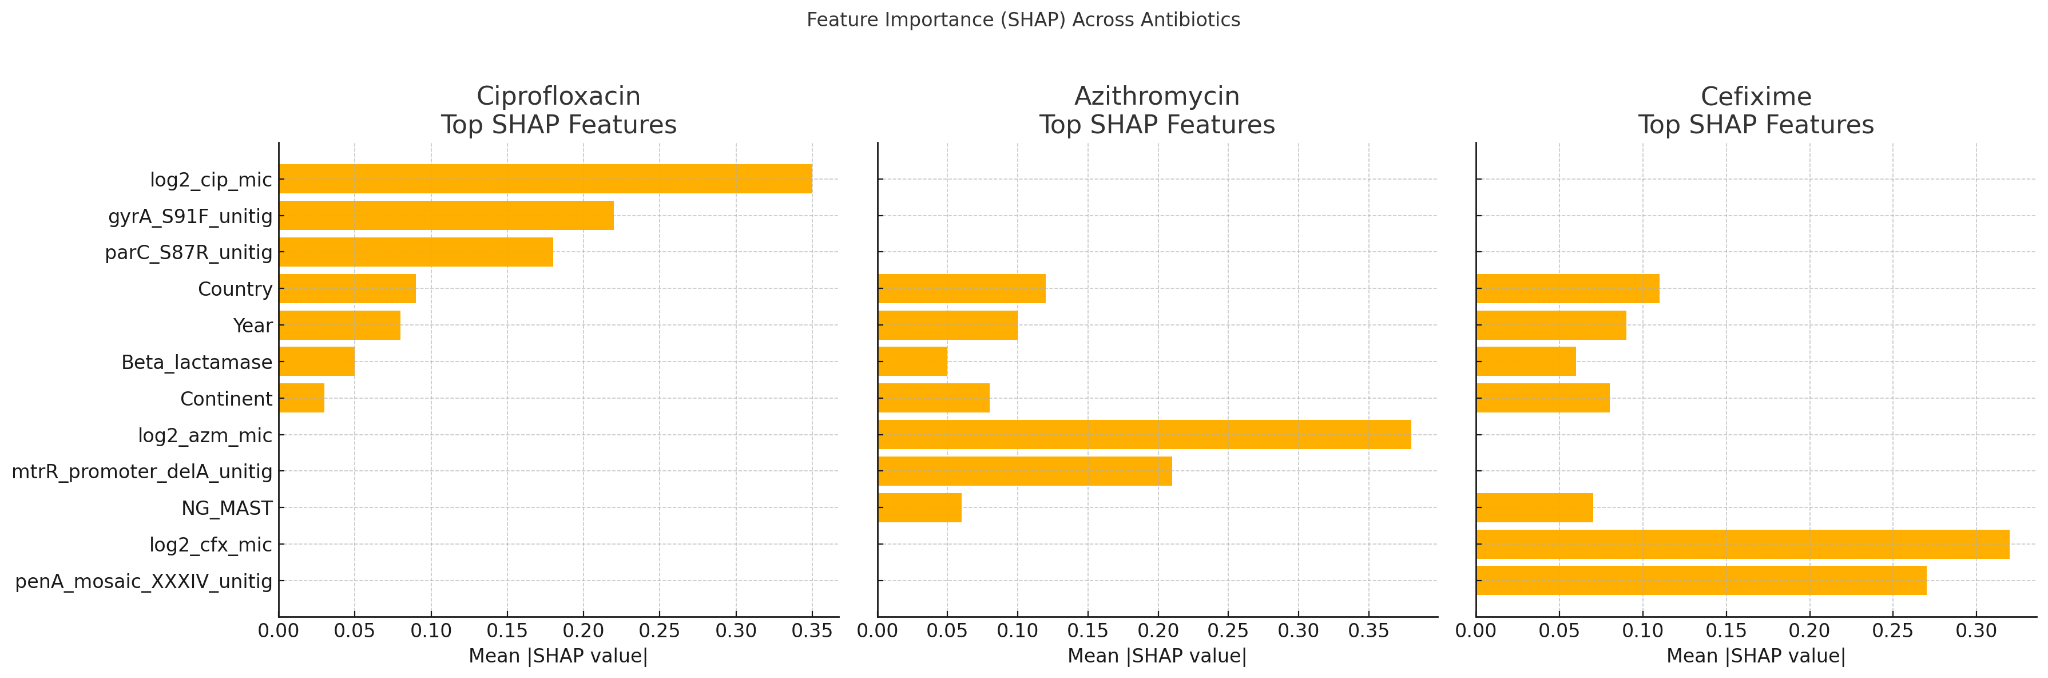 Feature Importance (SHAP) Across Antibiotics
Ciprofloxacin
Top SHAP Features
Azithromycin
Top SHAP Features
Cefixime
Top SHAP Features
log2_cip_mic
gyrA_S91F_unitig
parC_S87R_unitig
Country
Year
Beta_lactamase
Continent
log2_azm_mic
mtrR_promoter_delA_unitig
NG_MAST
log2_cfx_mic
penA_mosaic_XXXIV_unitig
0.00 0.05 0.10 0.15 0.20 0.25 0.30 0.35
Mean |SHAP value|
0.00 0.05 0.10 0.15 0.20 0.25 0.30 0.35
Mean |SHAP value|
0.00 0.05 0.10 0.15 0.20 0.25 0.30
Mean |SHAP value|